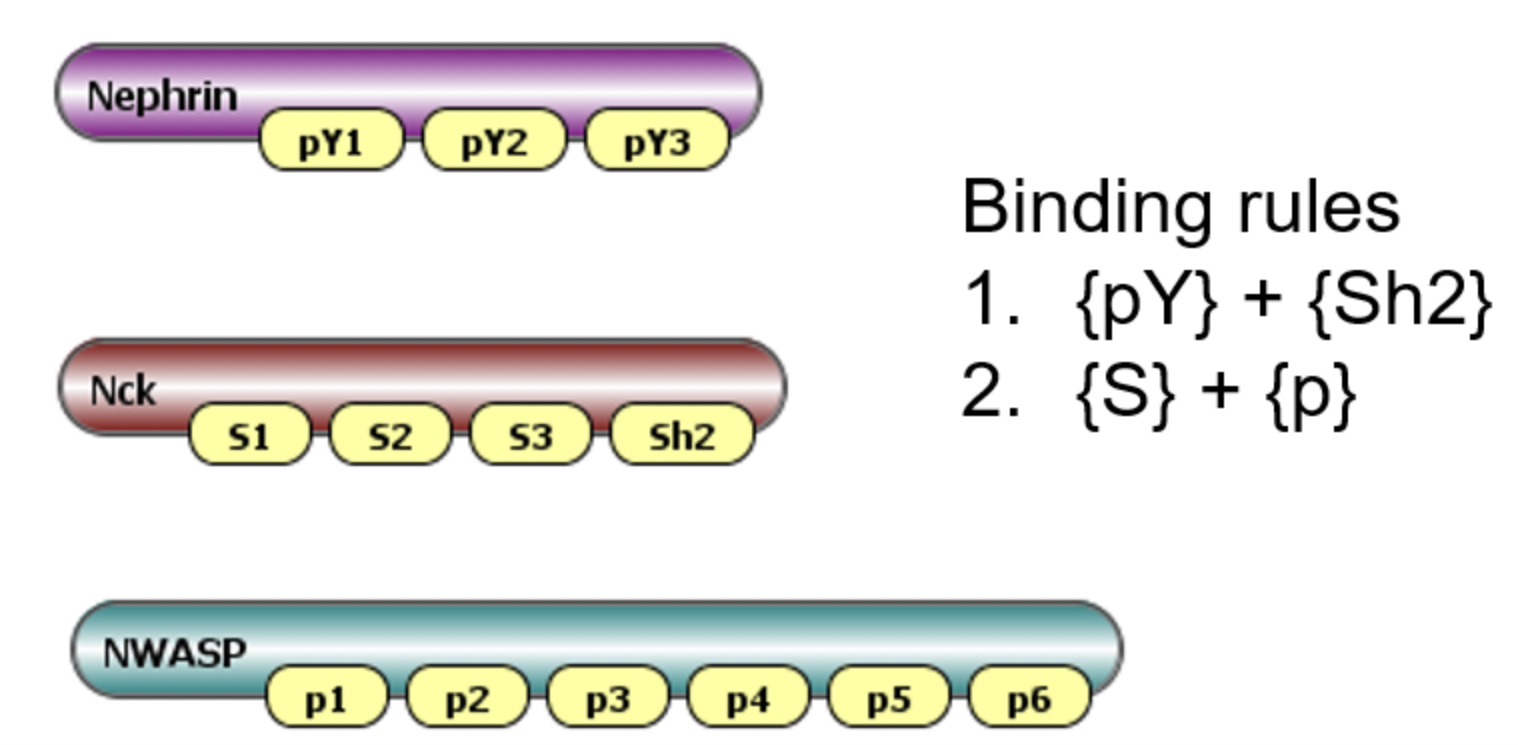 Nephrin
pY1 pY2 pY3
Binding rules
1. {pY} + {Sh2}
2. {S} + {p}
Nck
S1 S2 S3 Sh2
NWASP
p1 p2 p3 p4 p5 p6